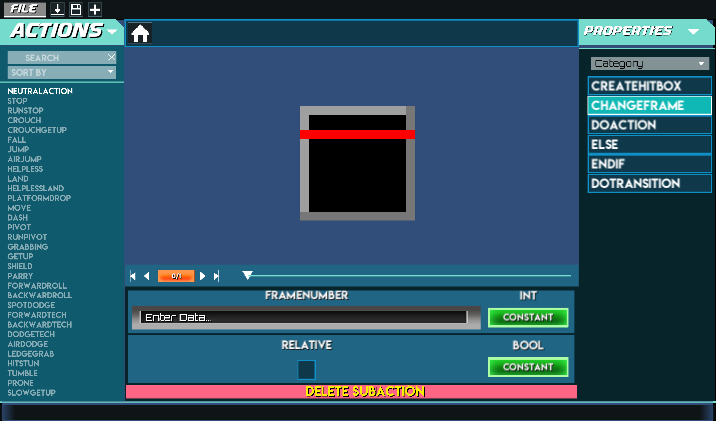 FILE
ACTIONS
SEARCH
SORT BY
NEUTRALACTION
STOP
RUNSTOP
CROUCH
CROUCHGETUP
FALL
JUMP
AIRJUMP
HELPLESS
LAND
HELPLESSLAND
PLATFORMDROP
MOVE
DASH
PIVOT
RUNPIVOT
GRABBING
GETUP
SHIELD
PARRY
FORWARDROLL
BACKWARDROLL
SPOTDODGE
FORWARDTECH
BACKWARDTECH
DODGETECH
AIRDODGE
LEDGEGRAB
HITSTUN
TUMBLE
PRONE
SLOWGETUP
0/1
FRAMENUMBER
INT
Enter Data...
CONSTANT
RELATIVE
BOOL
CONSTANT
DELETE SUBACTION
PROPERTIES
Category
CREATEHITBOX
CHANGEFRAME
DOACTION
ELSE
ENDIF
DOTRANSITION